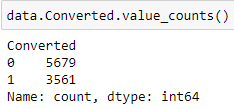 data.Converted.value_counts()
Converted
0    5679
1    3561
Name: count, dtype: int64